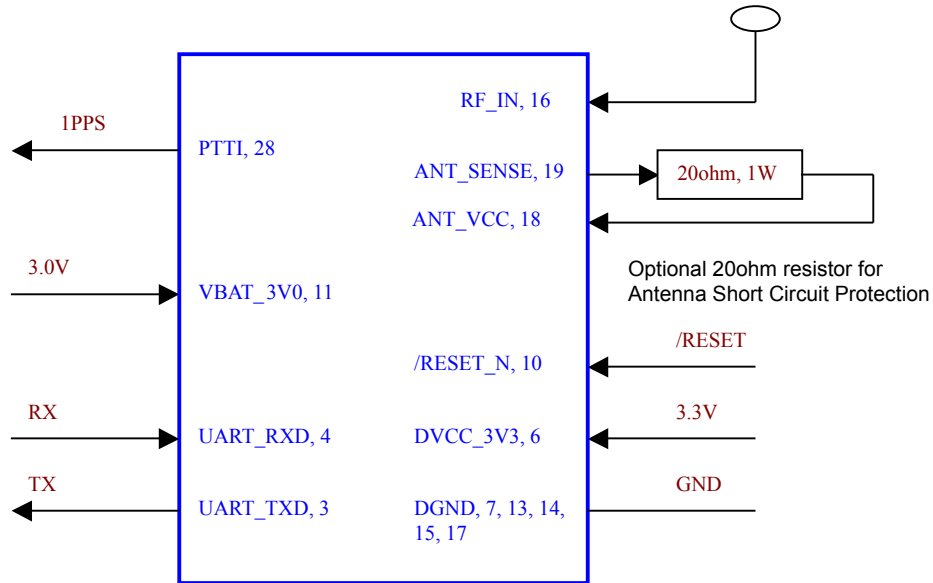 RF_IN, 16
1PPS
PTTI, 28
ANT_SENSE, 19
20ohm, 1W
ANT_VCC, 18
3.0V
VBAT_3V0, 11
Optional 20ohm resistor for
Antenna Short Circuit Protection
/RESET
/RESET_N, 10
RX
3.3V
UART_RXD, 4
DVCC_3V3, 6
TX
GND
UART_TXD, 3
DGND, 7, 13, 14,
15, 17